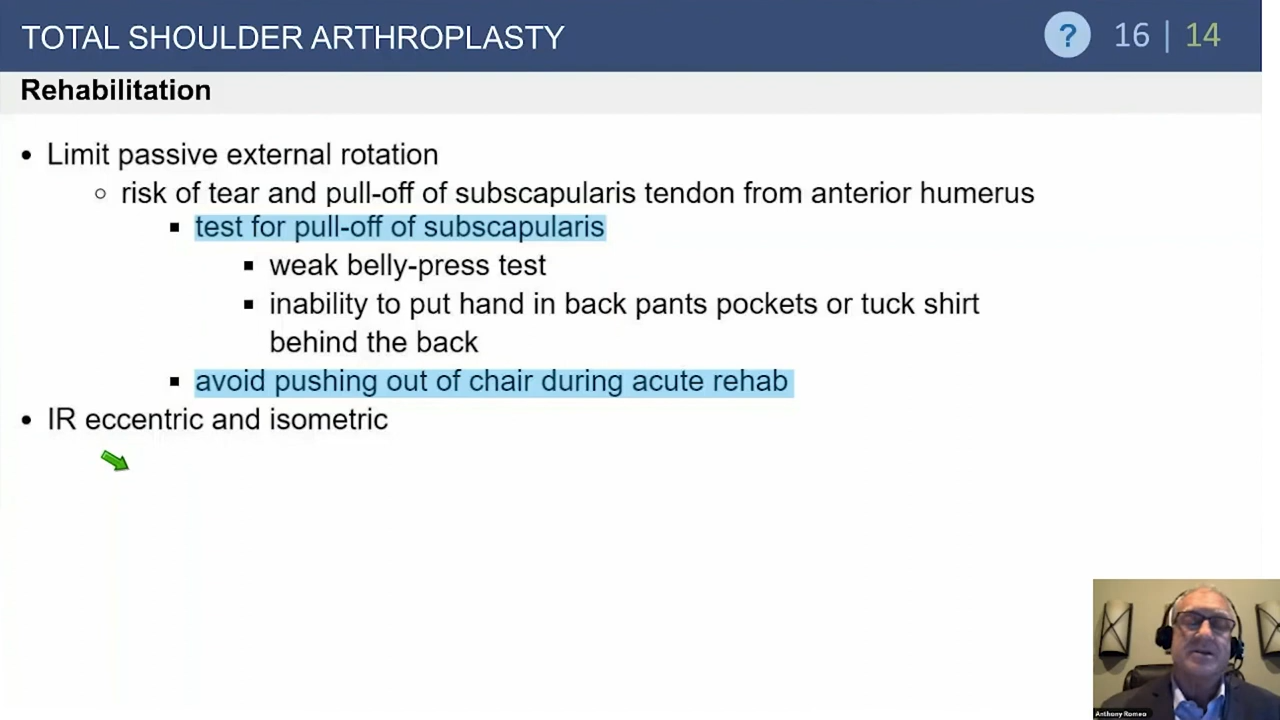 TOTAL SHOULDER ARTHROPLASTY
? 16 | 14
Rehabilitation
• Limit passive external rotation
○ risk of tear and pull-off of subscapularis tendon from anterior humerus
▪ test for pull-off of subscapularis
▪ weak belly-press test
▪ inability to put hand in back pants pockets or tuck shirt
behind the back
▪ avoid pushing out of chair during acute rehab
• IR eccentric and isometric
Anthony Romeo